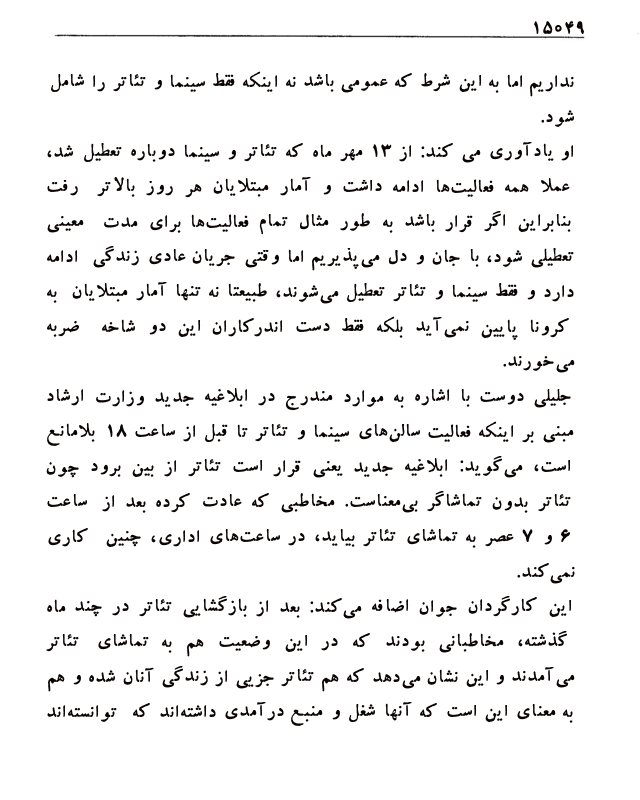 ۱۵۰۴۹
نداریم اما به این شرط که عمومی باشد نه اینکه فقط سینما و تئاتر را شامل
شود.
او یادآوری می کند: از ۱۳ مهر ماه که تئاتر و سینما دوباره تعطیل شد،
عملا همه فعالیت‌ها ادامه داشت و آمار مبتلایان هر روز بالاتر رفت
بنابراین اگر قرار باشد به طور مثال تمام فعالیت‌ها برای مدت معینی
تعطیلی شود، با جان و دل می‌پذیریم اما وقتی جریان عادی زندگی ادامه
دارد و فقط سینما و تئاتر تعطیل می‌شوند، طبیعتا نه تنها آمار مبتلایان به
کرونا پایین نمی‌آید بلکه فقط دست اندرکاران این دو شاخه ضربه
می‌خورند.
جلیلی دوست با اشاره به موارد مندرج در ابلاغیه جدید وزارت ارشاد
مبنی بر اینکه فعالیت سالن‌های سینما و تئاتر تا قبل از ساعت ۱۸ بلامانع
است، می‌گوید: ابلاغیه جدید یعنی قرار است تئاتر از بین برود چون
تئاتر بدون تماشاگر بی‌معناست. مخاطبی که عادت کرده بعد از ساعت
۶ و ۷ عصر به تماشای تئاتر بیاید، در ساعت‌های اداری، چنین کاری
نمی‌کند.
این کارگردان جوان اضافه می‌کند: بعد از بازگشایی تئاتر در چند ماه
گذشته، مخاطبانی بودند که در این وضعیت هم به تماشای تئاتر
می‌آمدند و این نشان می‌دهد که هم تئاتر جزیی از زندگی آنان شده و هم
به معنای این است که آنها شغل و منبع درآمدی داشته‌اند که توانسته‌اند